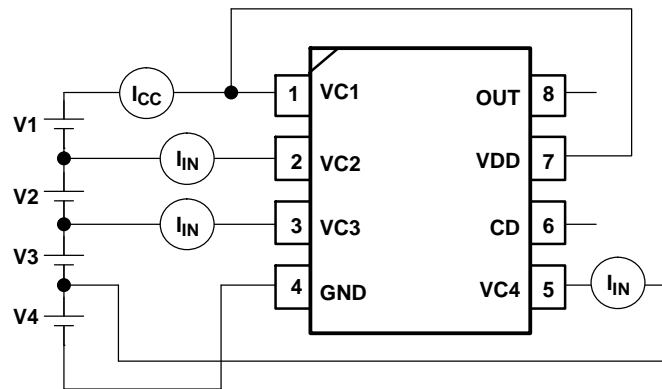 ICC
V1
1 VC1
OUT 8
IIN
2 VC2
VDD 7
V2
IIN
3 VC3
CD 6
V3
4 GND
VC4 5
IIN
V4